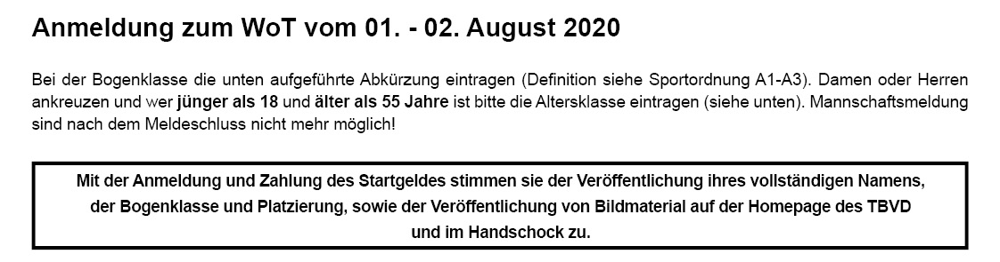 Anmeldung zum WoT vom 01. - 02. August 2020
Bei der Bogenklasse die unten aufgeführte Abkürzung eintragen (Definition siehe Sportordnung A1-A3). Damen oder Herren
ankreuzen und wer jünger als 18 und älter als 55 Jahre ist bitte die Altersklasse eintragen (siehe unten). Mannschaftsmeldung
sind nach dem Meldeschluss nicht mehr möglich!
Mit der Anmeldung und Zahlung des Startgeldes stimmen sie der Veröffentlichung ihres vollständigen Namens,
der Bogenklasse und Platzierung, sowie der Veröffentlichung von Bildmaterial auf der Homepage des TBVD
und im Handschock zu.